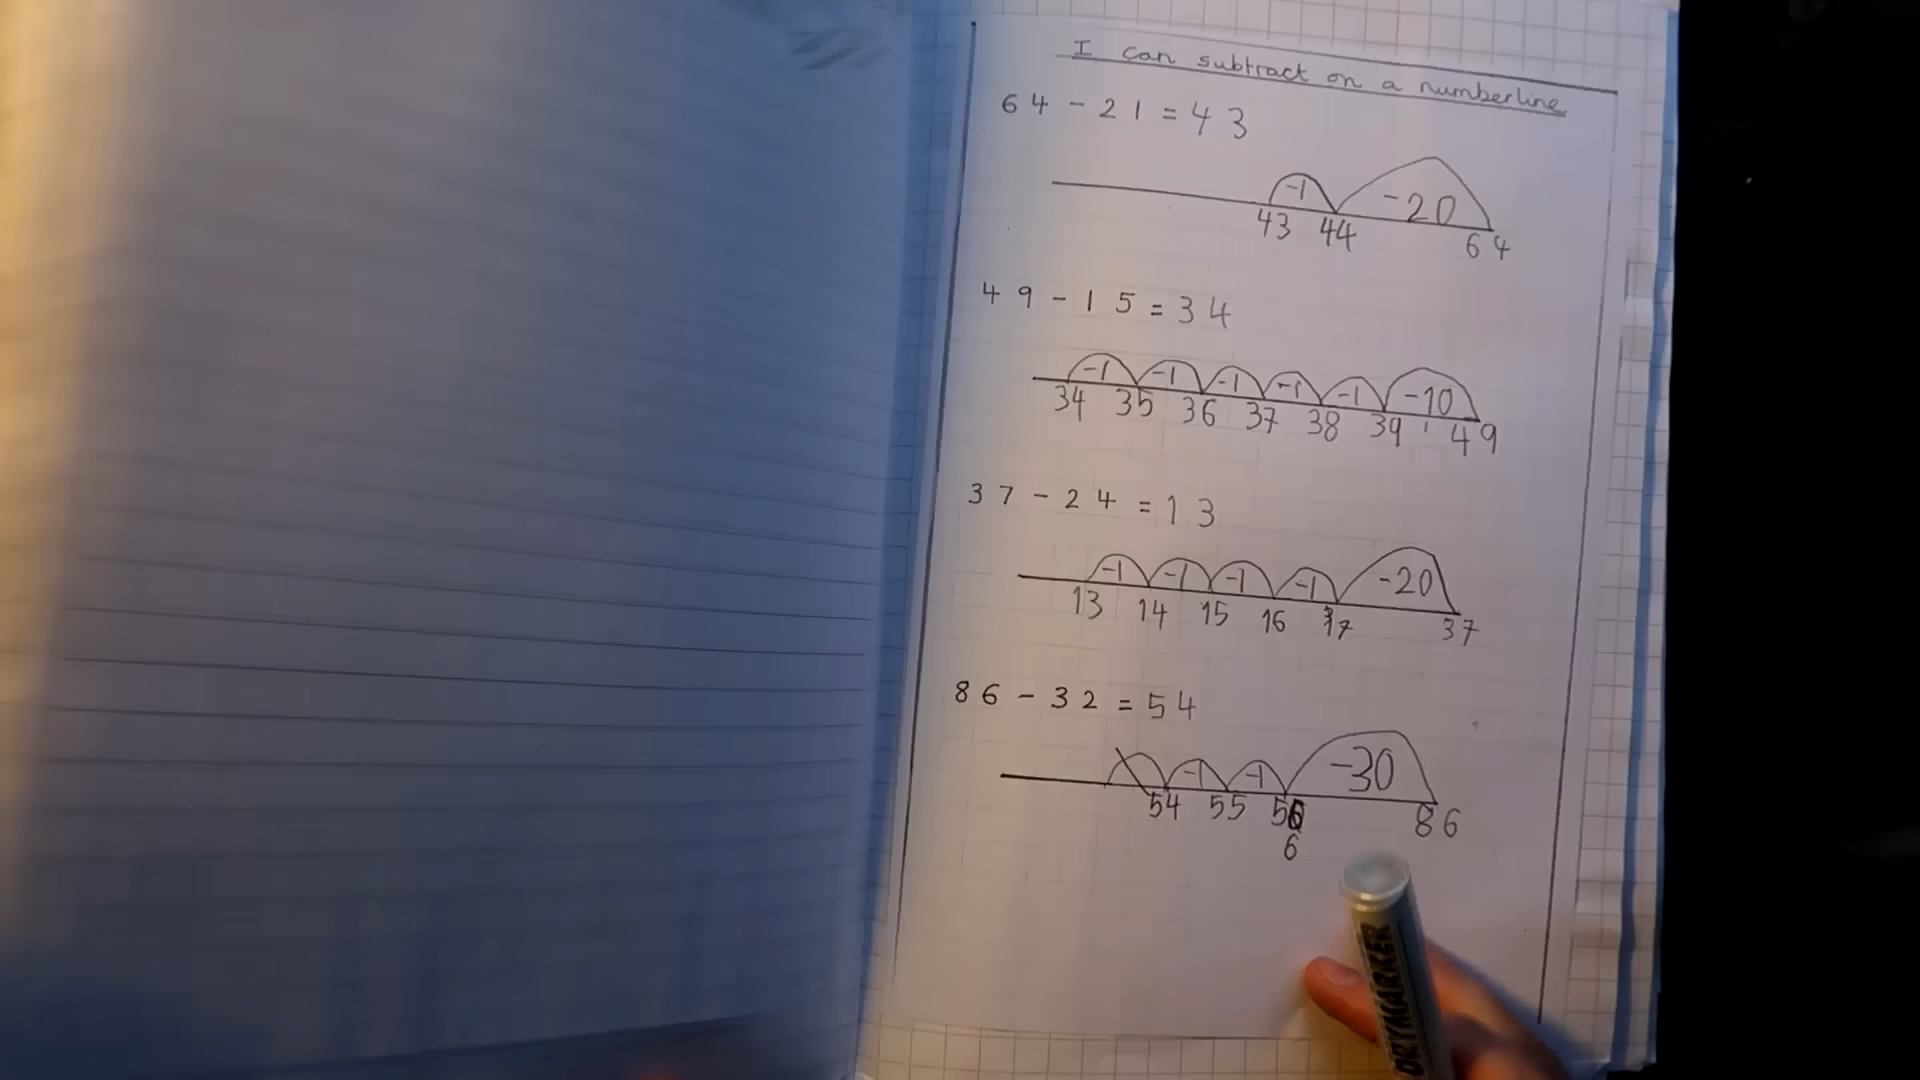 I can subtract on a numberline
64 - 21 = 43
-1 -20
43 44 64
49 - 15 = 34
-1 -1 -1 -1 -1 -10
34 35 36 37 38 39 49
37 - 24 = 13
-1 -1 -1 -1 -20
13 14 15 16 17 37
86 - 32 = 54
-1 -1 -30
54 55 56 86
6
DRYMARKER